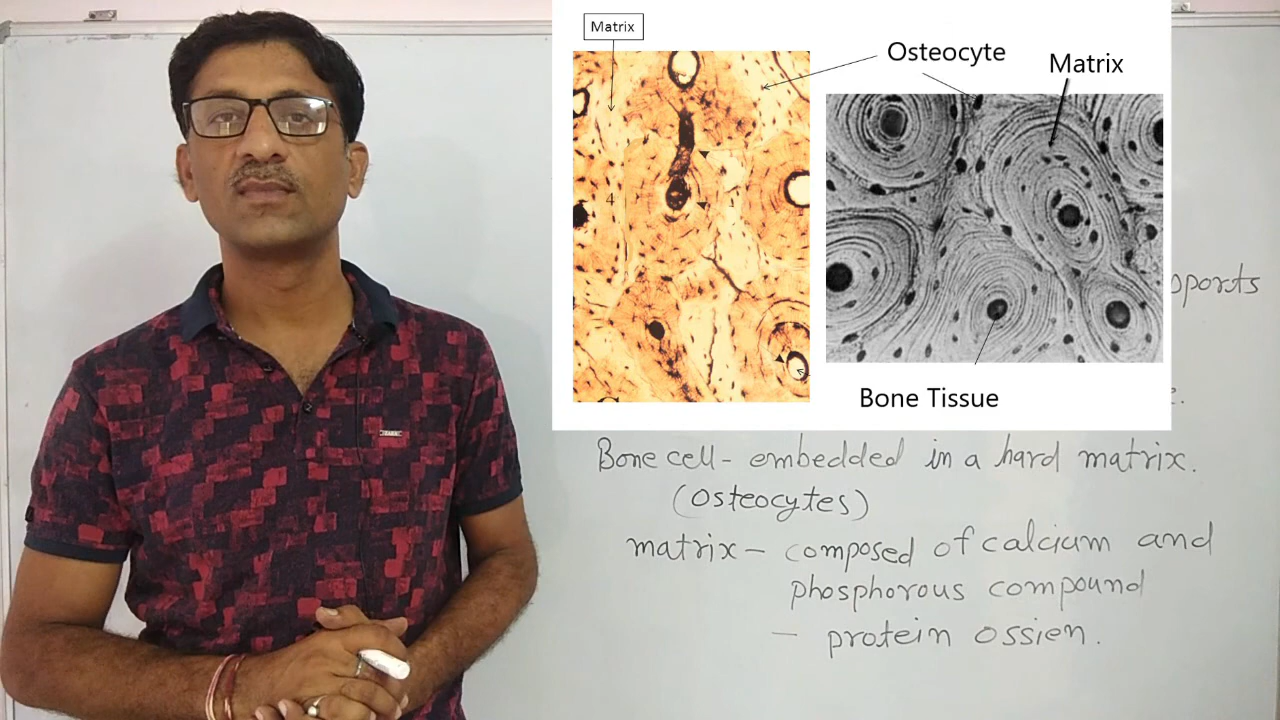 Matrix
Osteocyte
Matrix
4
Bone Tissue
Bone cell - embedded in a hard matrix.
(Osteocytes)
matrix - composed of calcium and
phosphorous compound
- protein ossien.